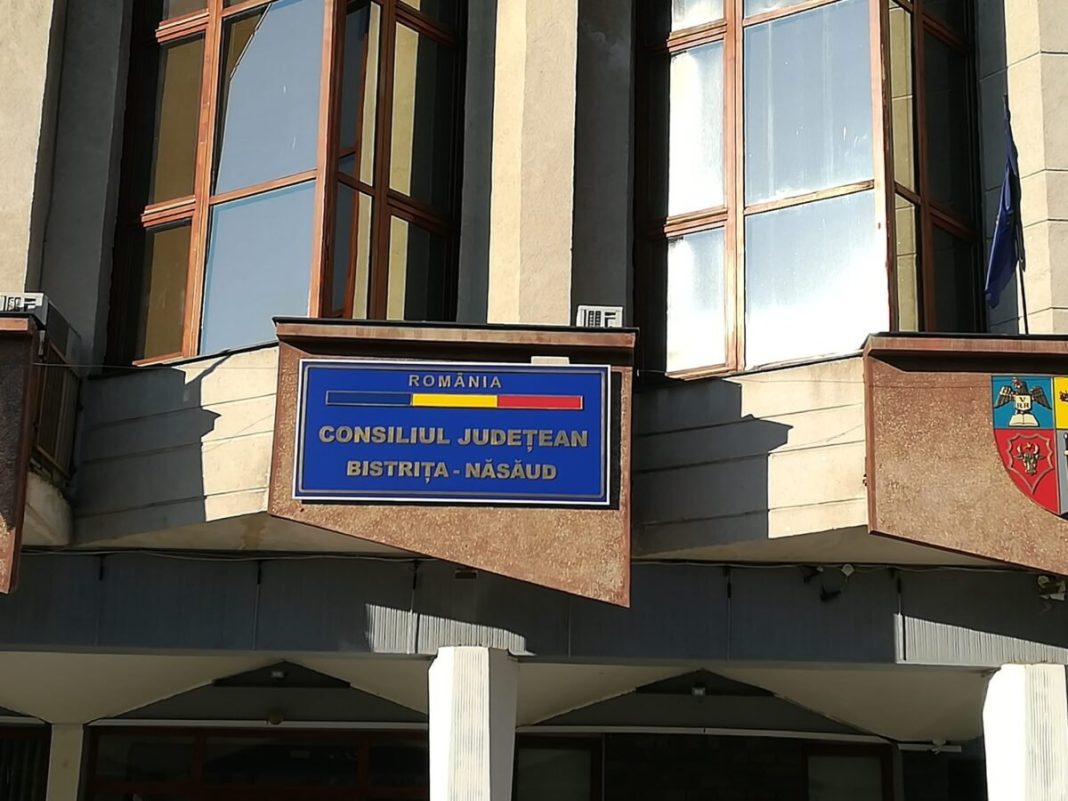 ROMÂNIA
CONSILIUL JUDEȚEAN
BISTRIȚA - NĂSĂUD